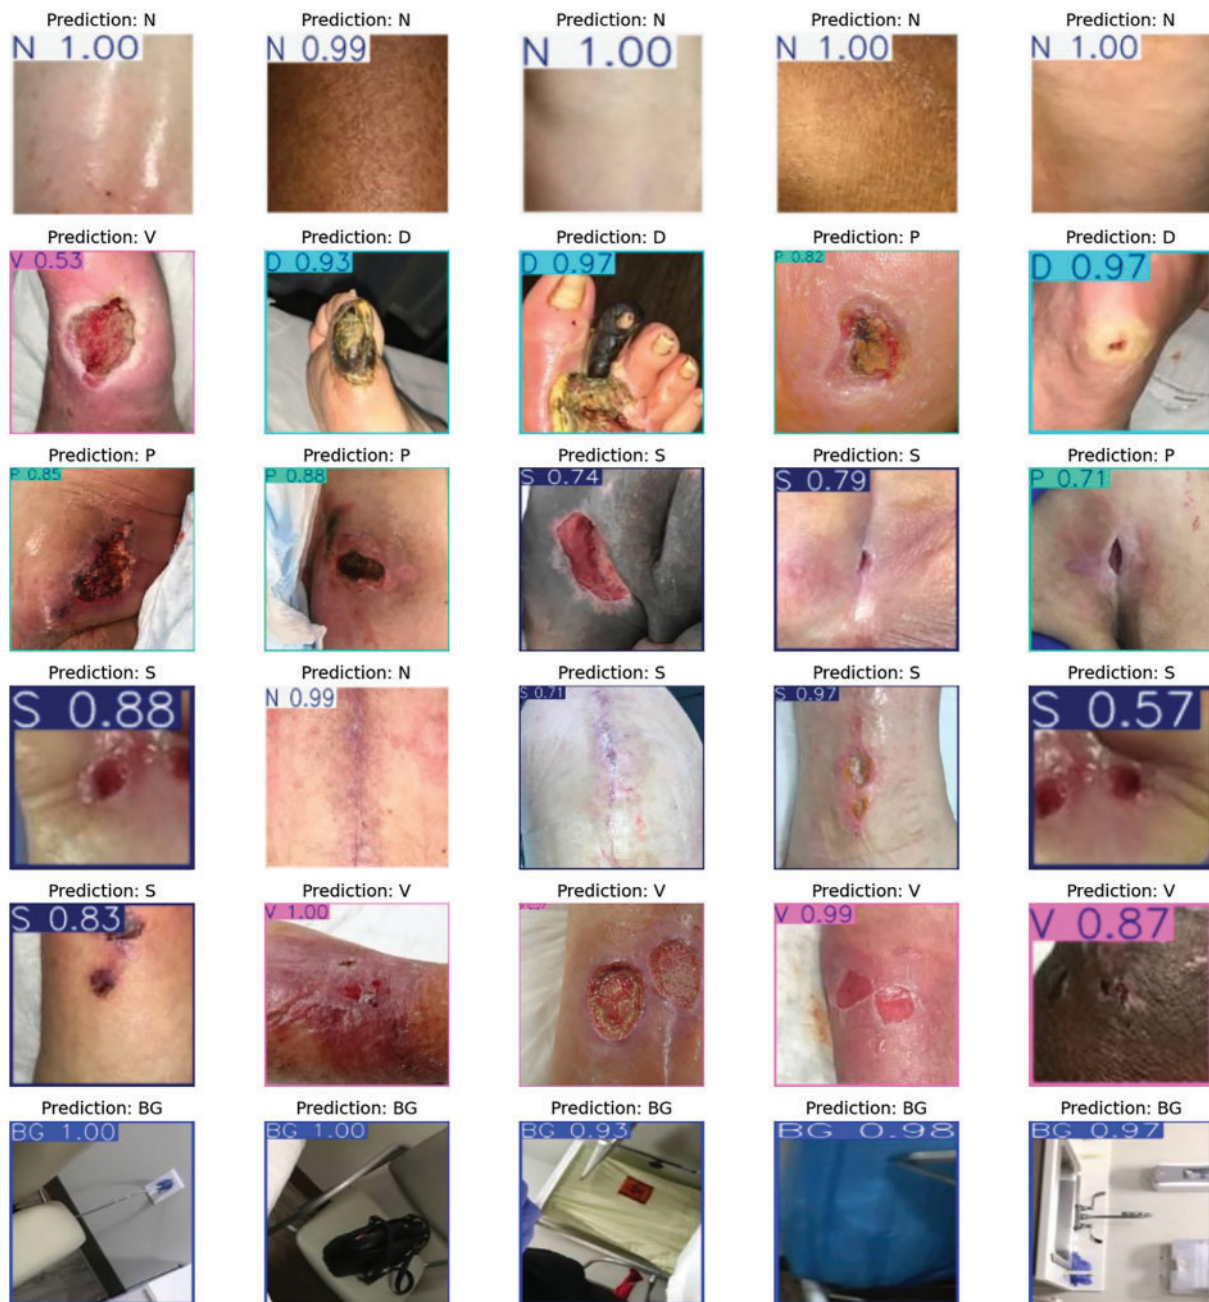 Prediction: N
Prediction: N
Prediction: N
Prediction: N
Prediction: N
N 1.00
N 0.99
N 1.00
N 1.00
N 1.00
Prediction: V
Prediction: D
Prediction: D
Prediction: P
Prediction: D
V 0.53
D 0.93
D 0.97
P 0.82
D 0.97
Prediction: P
Prediction: P
Prediction: S
Prediction: S
Prediction: P
P 0.85
P 0.88
S 0.74
S 0.79
P 0.71
Prediction: S
Prediction: N
Prediction: S
Prediction: S
Prediction: S
S 0.88
N 0.99
S 0.71
S 0.97
S 0.57
Prediction: S
Prediction: V
Prediction: V
Prediction: V
Prediction: V
S 0.83
V 1.00
V 0.99
V 0.87
Prediction: BG
Prediction: BG
Prediction: BG
Prediction: BG
Prediction: BG
BG 1.00
BG 1.00
BG 0.93
BG 0.98
BG 0.97